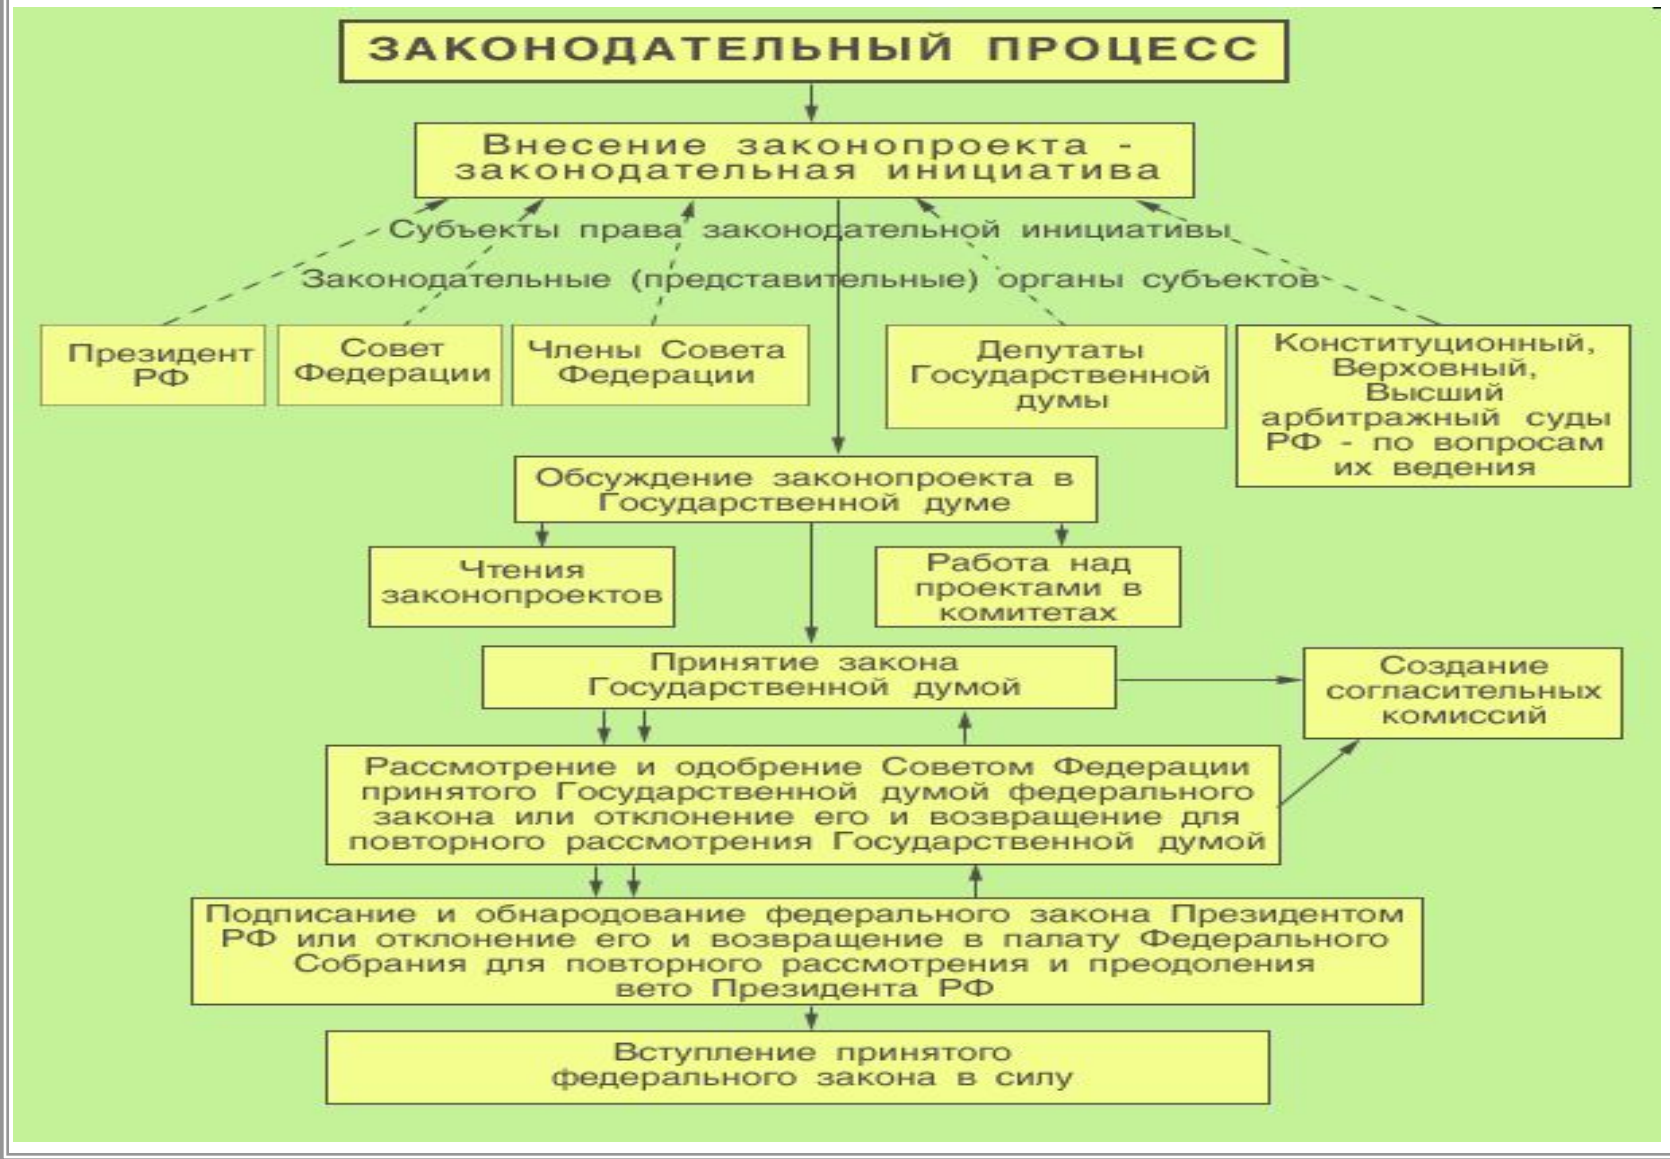 ЗАКОНОДАТЕЛЬНЫЙ ПРОЦЕСС
Внесение законопроекта -
законодательная инициатива
Субъекты права законодательной инициативы
Законодательные (представительные) органы субъектов
Президент
РФ
Совет
Федерации
Члены Совета
Федерации
Депутаты
Государственной
думы
Конституционный,
Верховный,
Высший
арбитражный суды
РФ - по вопросам
их ведения
Обсуждение законопроекта в
Государственной думе
Чтения
законопроектов
Работа над
проектами в
комитетах
Принятие закона
Государственной думой
Создание
согласительных
комиссий
Рассмотрение и одобрение Советом Федерации
принятого Государственной думой федерального
закона или отклонение его и возвращение для
повторного рассмотрения Государственной думой
Подписание и обнародование федерального закона Президентом
РФ или отклонение его и возвращение в палату Федерального
Собрания для повторного рассмотрения и преодоления
вето Президента РФ
Вступление принятого
федерального закона в силу